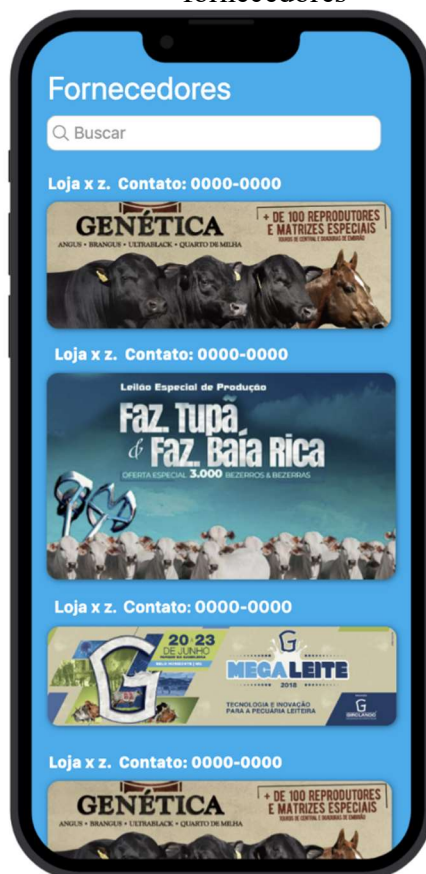 fornecedores
Fornecedores
Buscar
Loja x z. Contato: 0000-0000
GENÉTICA
ANGUS • BRANGUS • ULTRABLACK • QUARTO DE MILHA
+ DE 100 REPRODUTORES
E MATRIZES ESPECIAIS
Loja x z. Contato: 0000-0000
Leilão Especial de Produção
Faz. Tupã
& Faz. Baía Rica
OFERTA ESPECIAL 3.000 BEZERROS & BEZERRAS
Loja x z. Contato: 0000-0000
20 23
DE JUNHO
G
MEGALEITE
2018
TECNOLOGIA E INOVAÇÃO
PARA A PECUÁRIA LEITEIRA
GIROLANDO
Loja x z. Contato: 0000-0000
GENÉTICA
ANGUS • BRANGUS • ULTRABLACK • QUARTO DE MILHA
+ DE 100 REPRODUTORES
E MATRIZES ESPECIAIS